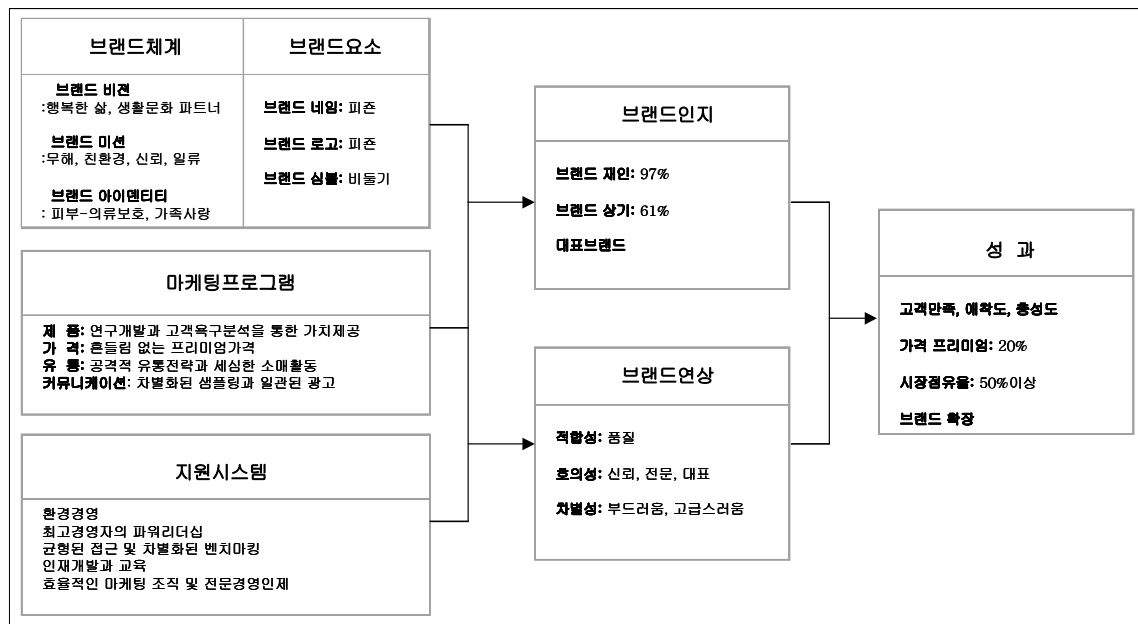 브랜드체계
브랜드 비젼
:행복한 삶, 생활문화 파트너
브랜드 미션
:무해, 친환경, 신뢰, 일류
브랜드 아이덴티티
: 피부-의류보호, 가족사랑
브랜드요소
브랜드 네임: 피죤
브랜드 로고: 피죤
브랜드 심볼: 비둘기
마케팅프로그램
제 품: 연구개발과 고객욕구분석을 통한 가치제공
가 격: 흔들림 없는 프리미엄가격
유 통: 공격적 유통전략과 세심한 소매활동
커뮤니케이션: 차별화된 샘플링과 일관된 광고
지원시스템
환경경영
최고경영자의 파워리더십
균형된 접근 및 차별화된 벤치마킹
인재개발과 교육
효율적인 마케팅 조직 및 전문경영인제
브랜드인지
브랜드 재인: 97%
브랜드 상기: 61%
대표브랜드
브랜드연상
적합성: 품질
호의성: 신뢰, 전문, 대표
차별성: 부드러움, 고급스러움
성 과
고객만족, 애착도, 충성도
가격 프리미엄: 20%
시장점유율: 50%이상
브랜드 확장